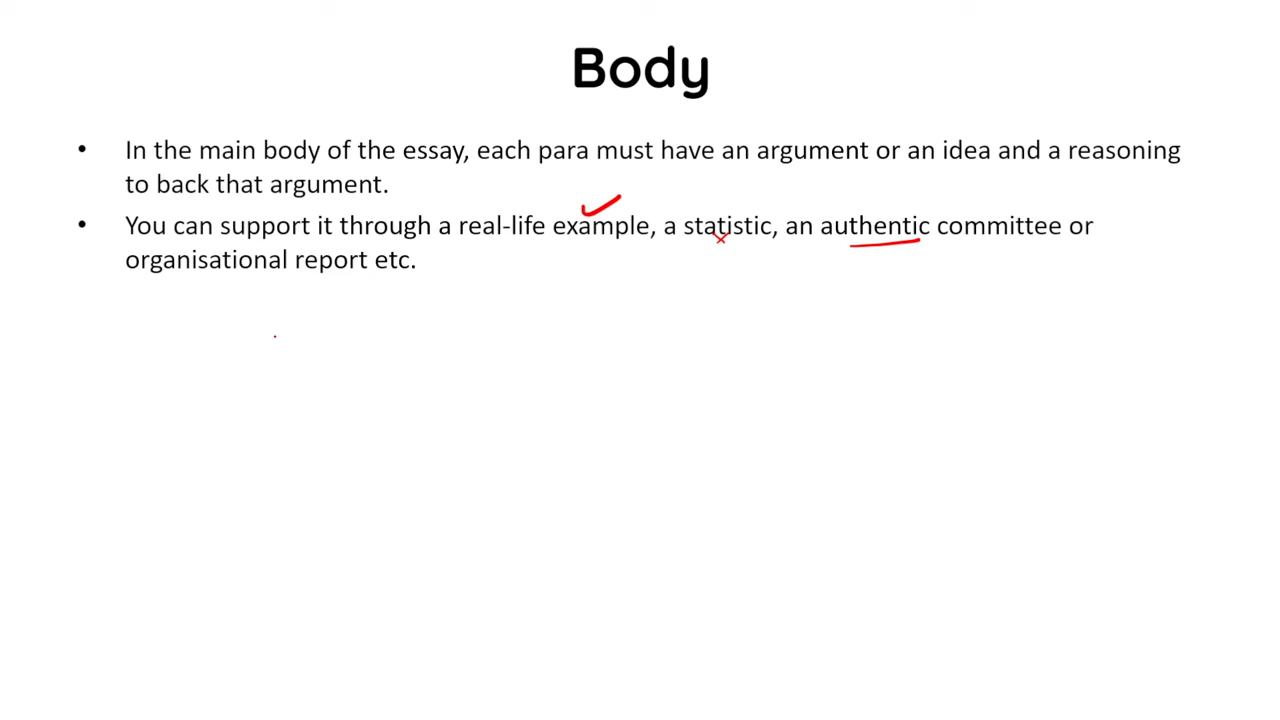 Body
• In the main body of the essay, each para must have an argument or an idea and a reasoning
to back that argument.
• You can support it through a real-life example, a statistic, an authentic committee or
organisational report etc.